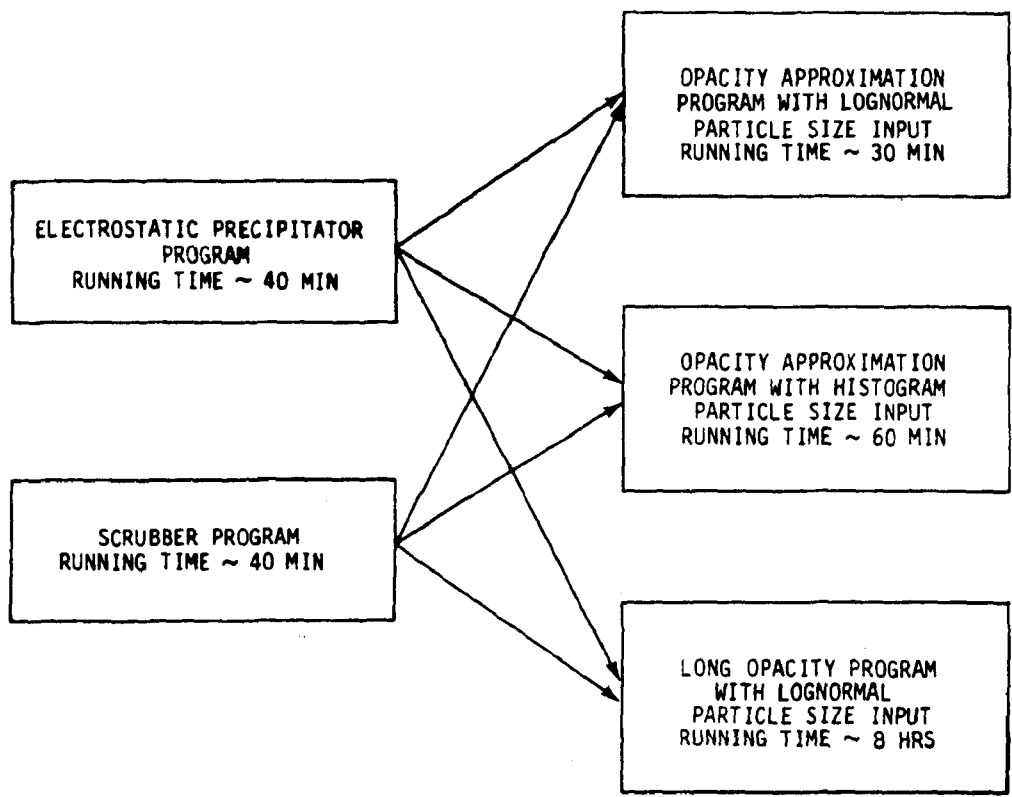 ELECTROSTATIC PRECIPITATOR
PROGRAM
RUNNING TIME ~ 40 MIN
SCRUBBER PROGRAM
RUNNING TIME ~ 40 MIN
OPACITY APPROXIMATION
PROGRAM WITH LOGNORMAL
PARTICLE SIZE INPUT
RUNNING TIME ~ 30 MIN
OPACITY APPROXIMATION
PROGRAM WITH HISTOGRAM
PARTICLE SIZE INPUT
RUNNING TIME ~ 60 MIN
LONG OPACITY PROGRAM
WITH LOGNORMAL
PARTICLE SIZE INPUT
RUNNING TIME ~ 8 HRS